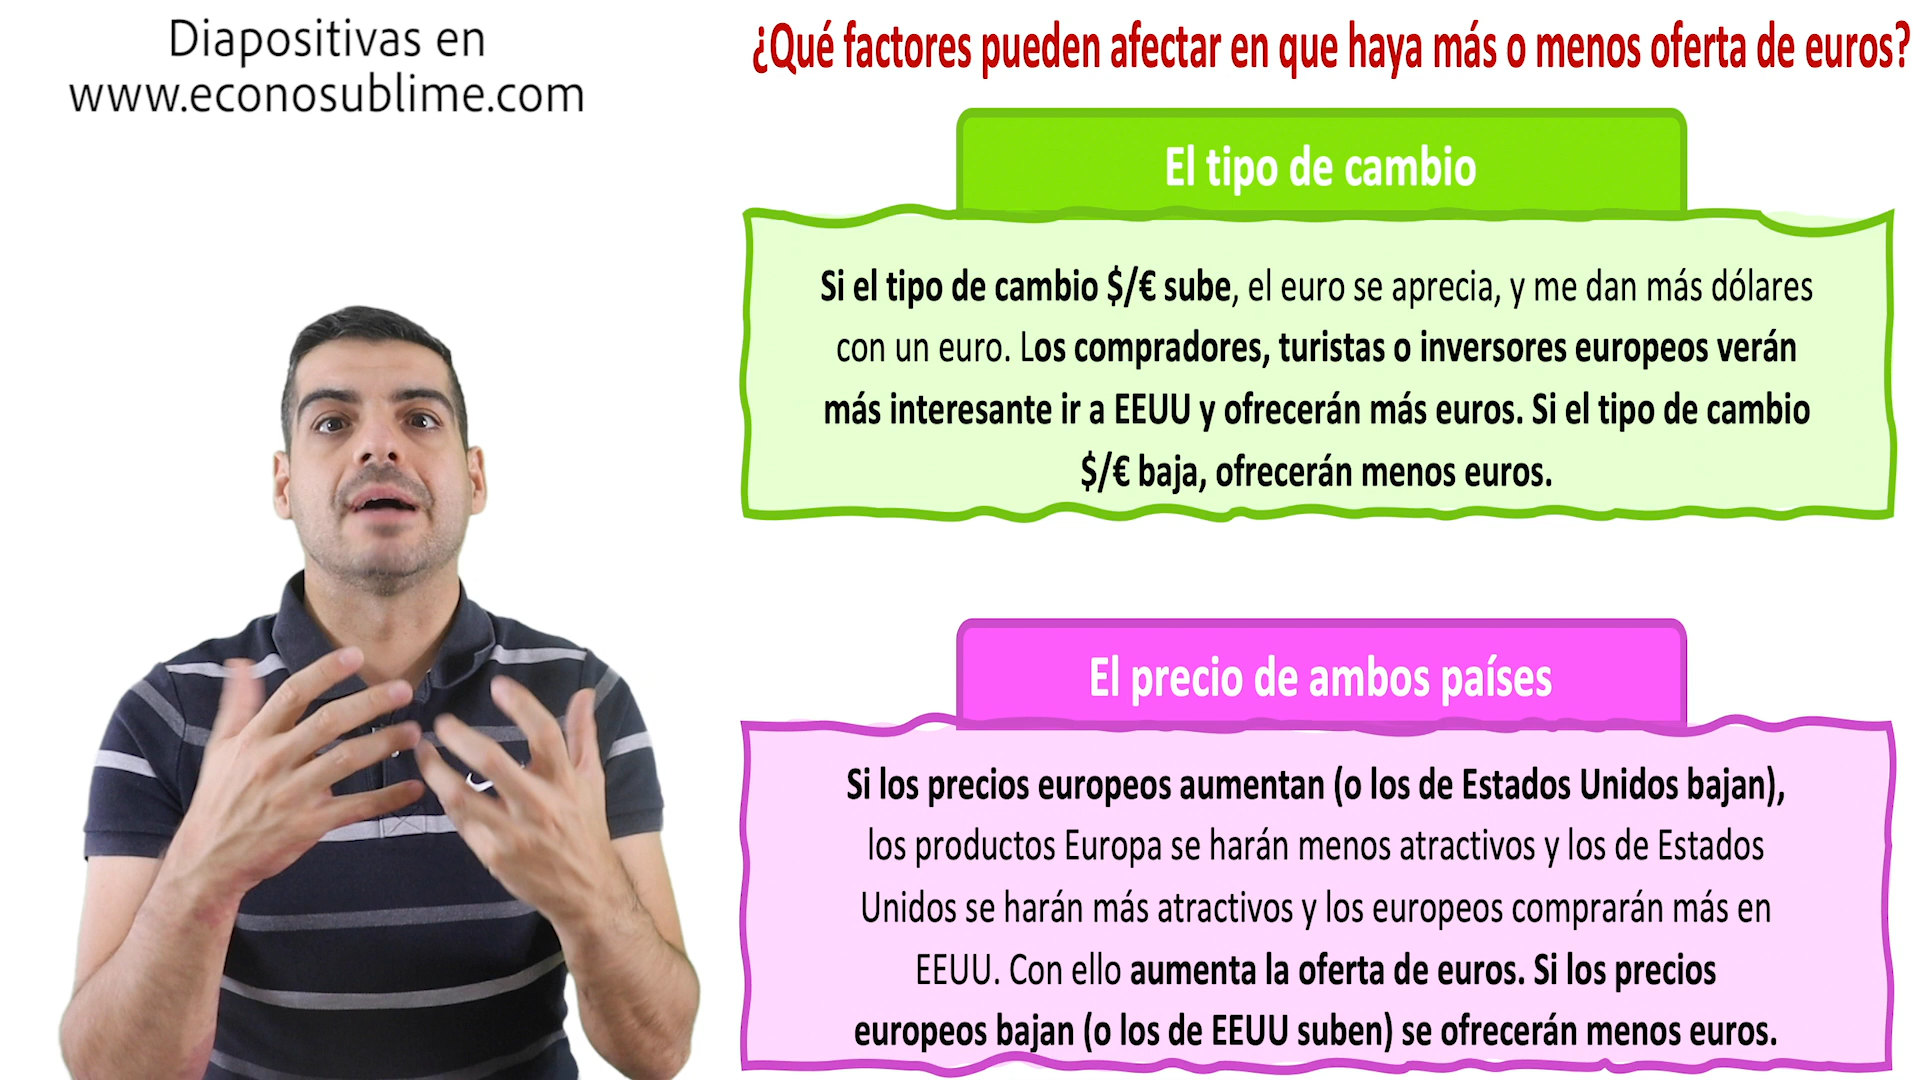 Diapositivas en
www.econosublime.com
¿Qué factores pueden afectar en que haya más o menos oferta de euros?
El tipo de cambio
Si el tipo de cambio $/€ sube, el euro se aprecia, y me dan más dólares
con un euro. Los compradores, turistas o inversores europeos verán
más interesante ir a EEUU y ofrecerán más euros. Si el tipo de cambio
$/€ baja, ofrecerán menos euros.
El precio de ambos países
Si los precios europeos aumentan (o los de Estados Unidos bajan),
los productos Europa se harán menos atractivos y los de Estados
Unidos se harán más atractivos y los europeos comprarán más en
EEUU. Con ello aumenta la oferta de euros. Si los precios
europeos bajan (o los de EEUU suben) se ofrecerán menos euros.